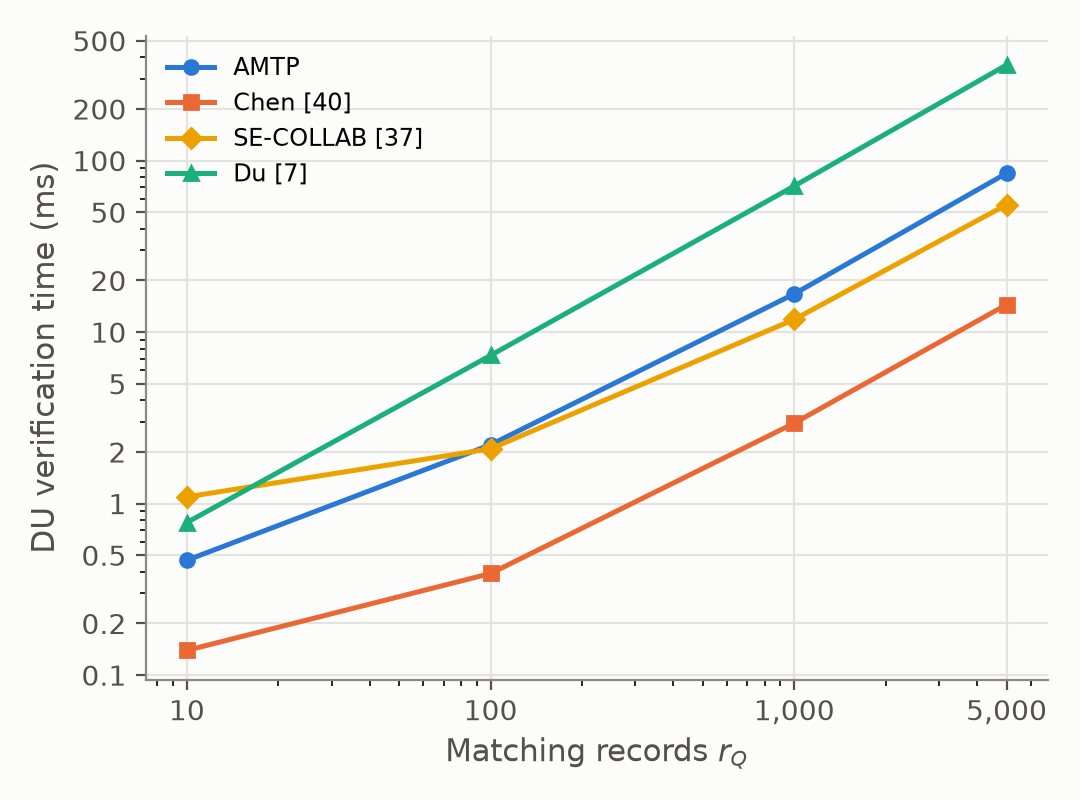 AMTP
Chen [40]
SE-COLLAB [37]
Du [7]
DU verification time (ms)
500
200
100
50
20
10
5
2
1
0.5
0.2
0.1
10 100 1,000 5,000
Matching records r_Q